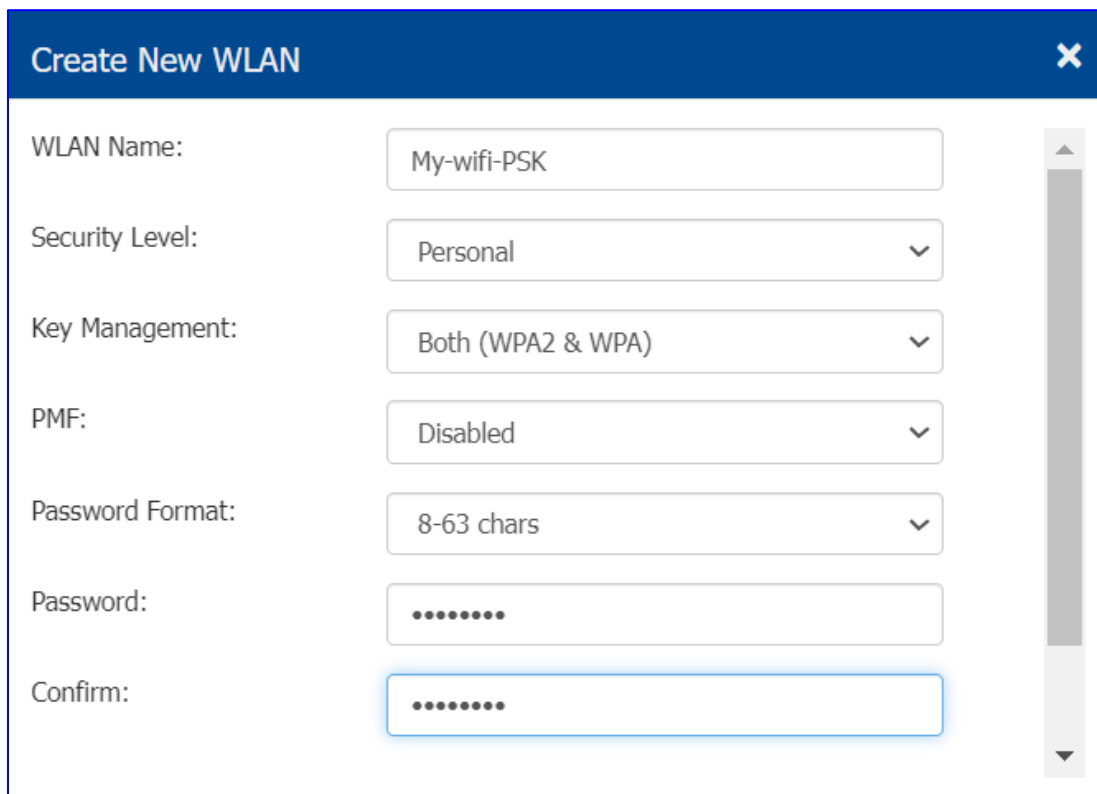 Create New WLAN
WLAN Name: My-wifi-PSK
Security Level: Personal
Key Management: Both (WPA2 & WPA)
PMF: Disabled
Password Format: 8-63 chars
Password: ••••••••
Confirm: ••••••••